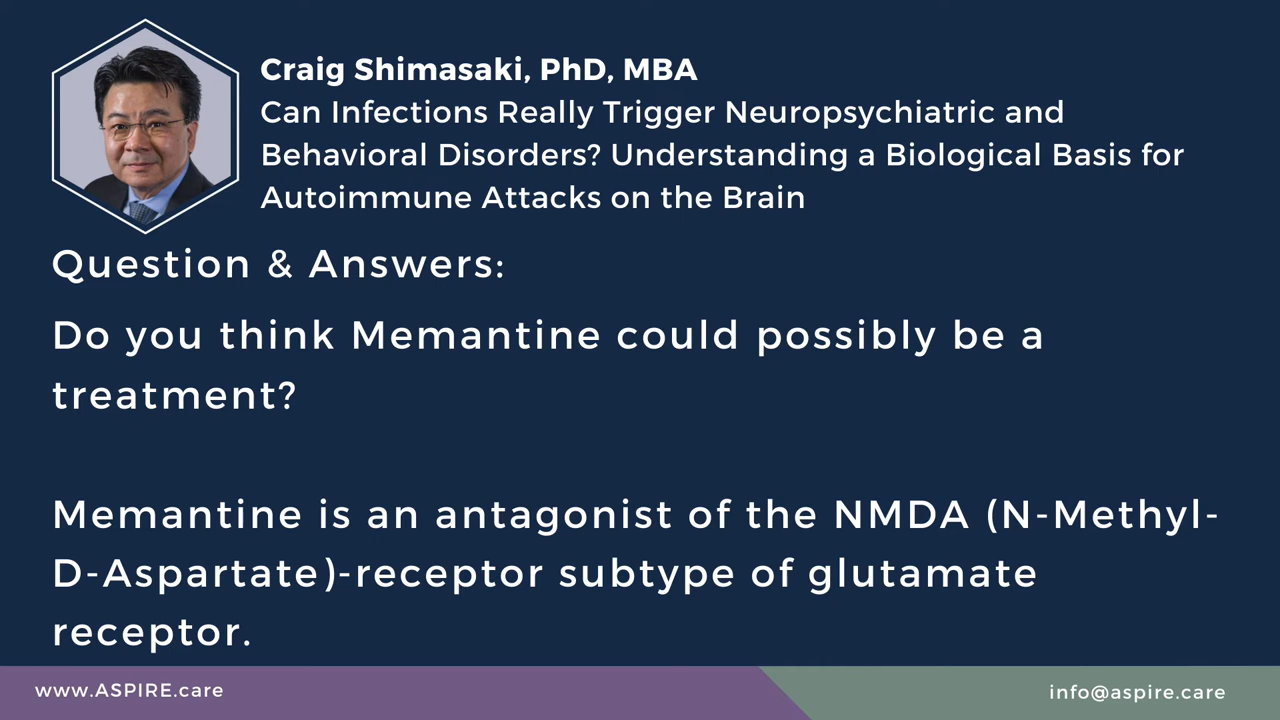 Craig Shimasaki, PhD, MBA
Can Infections Really Trigger Neuropsychiatric and
Behavioral Disorders? Understanding a Biological Basis for
Autoimmune Attacks on the Brain
Question & Answers:
Do you think Memantine could possibly be a
treatment?
Memantine is an antagonist of the NMDA (N-Methyl-
D-Aspartate)-receptor subtype of glutamate
receptor.
www.ASPIRE.care
info@aspire.care